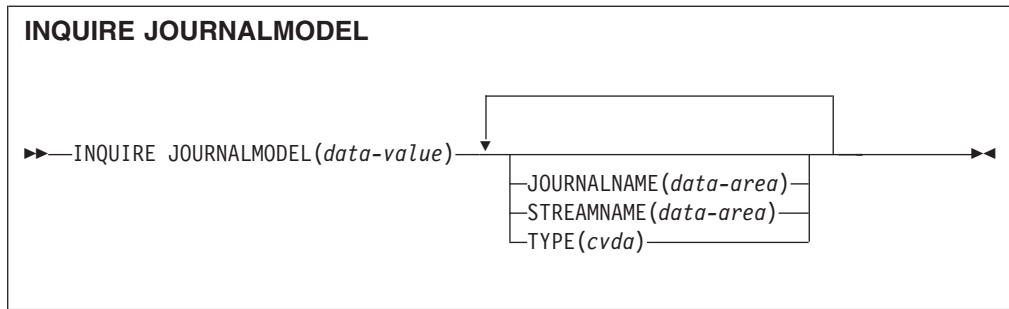 INQUIRE JOURNALMODEL
INQUIRE JOURNALMODEL(data-value)
JOURNALNAME(data-area)
STREAMNAME(data-area)
TYPE(cvda)